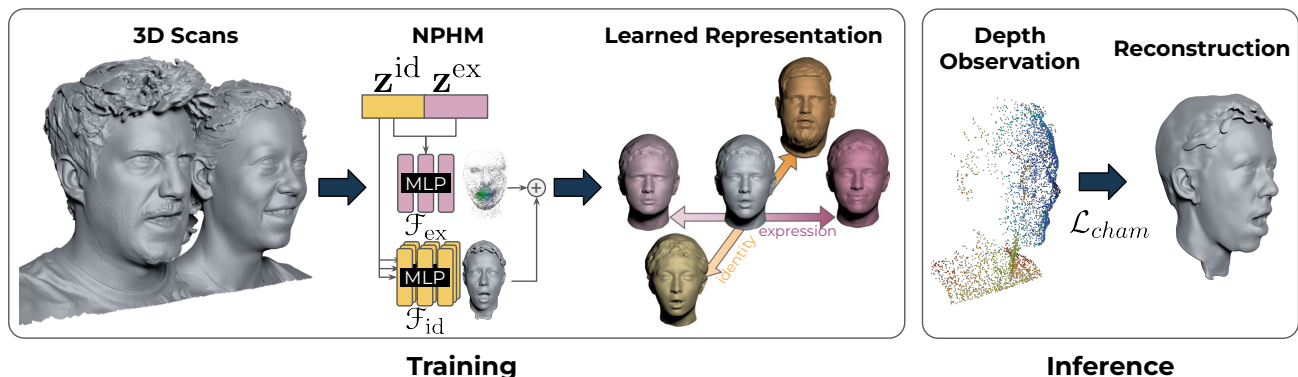 3D Scans
NPHM
Learned Representation
z^id z^ex
MLP
ℱ_ex
MLP
ℱ_id
+
expression
identity
Training
Depth
Observation
Reconstruction
ℒ_cham
Inference